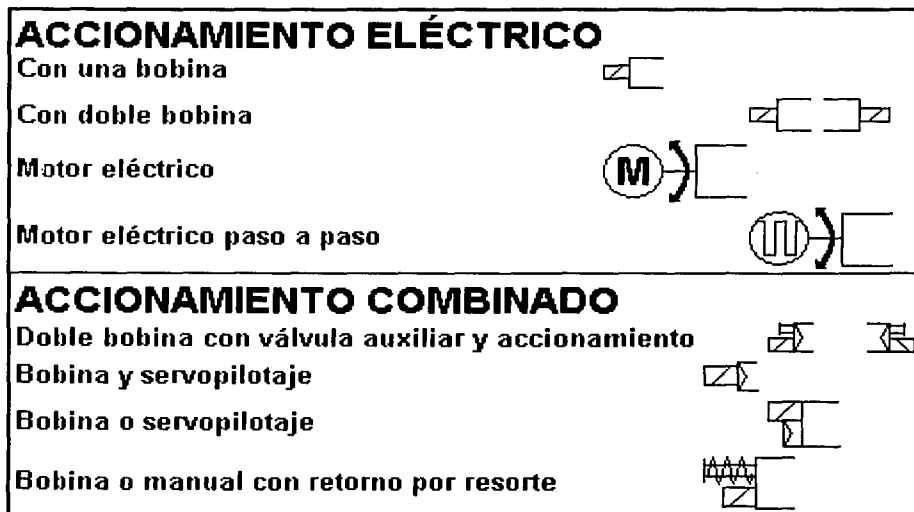 ACCIONAMIENTO ELÉCTRICO
Con una bobina
Con doble bobina
Motor eléctrico
M
Motor eléctrico paso a paso
ACCIONAMIENTO COMBINADO
Doble bobina con válvula auxiliar y accionamiento
Bobina y servopilotaje
Bobina o servopilotaje
Bobina o manual con retorno por resorte